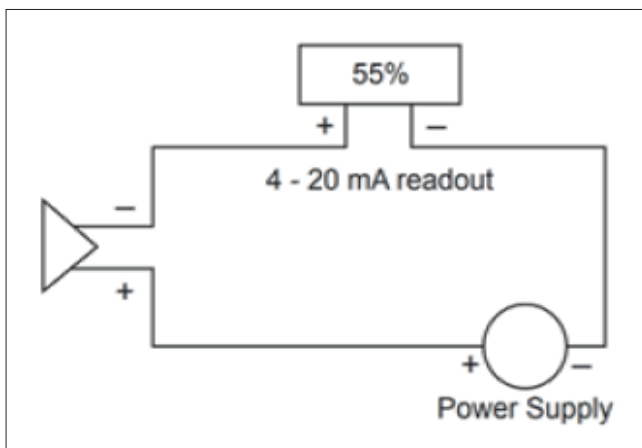 55%
+ –
4 - 20 mA readout
–
+
+ –
Power Supply